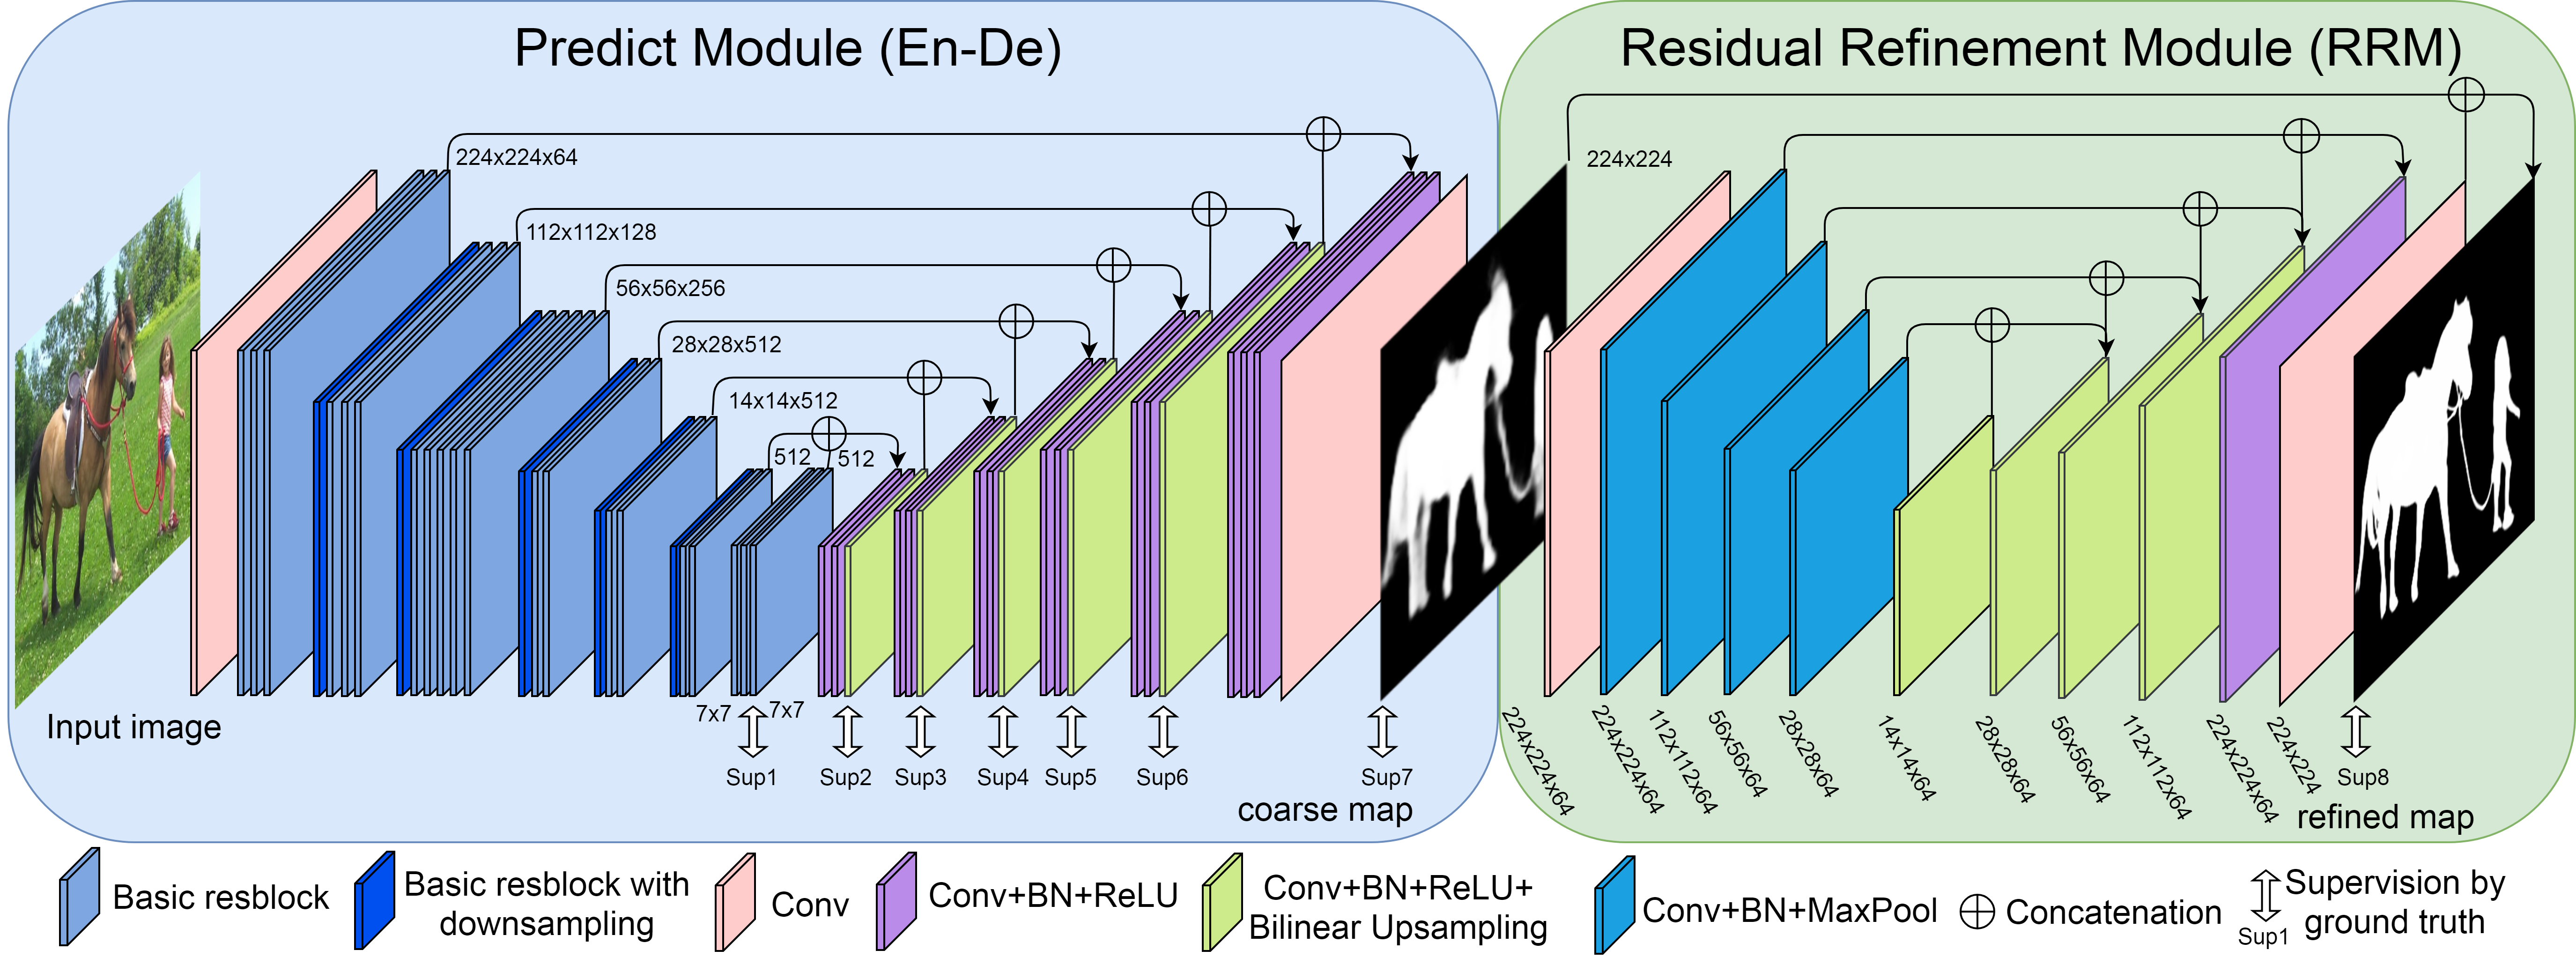 Predict Module (En-De)
Residual Refinement Module (RRM)
224x224x64
112x112x128
56x56x256
28x28x512
14x14x512
512
512
7x7
7x7
Input image
Sup1
Sup2
Sup3
Sup4
Sup5
Sup6
Sup7
coarse map
224x224
224x224x64
224x224x64
112x112x64
56x56x64
28x28x64
14x14x64
28x28x64
56x56x64
112x112x64
224x224x64
224x224
Sup8
refined map
Basic resblock
Basic resblock with
downsampling
Conv
Conv+BN+ReLU
Conv+BN+ReLU+
Bilinear Upsampling
Conv+BN+MaxPool
Concatenation
Sup1
Supervision by
ground truth